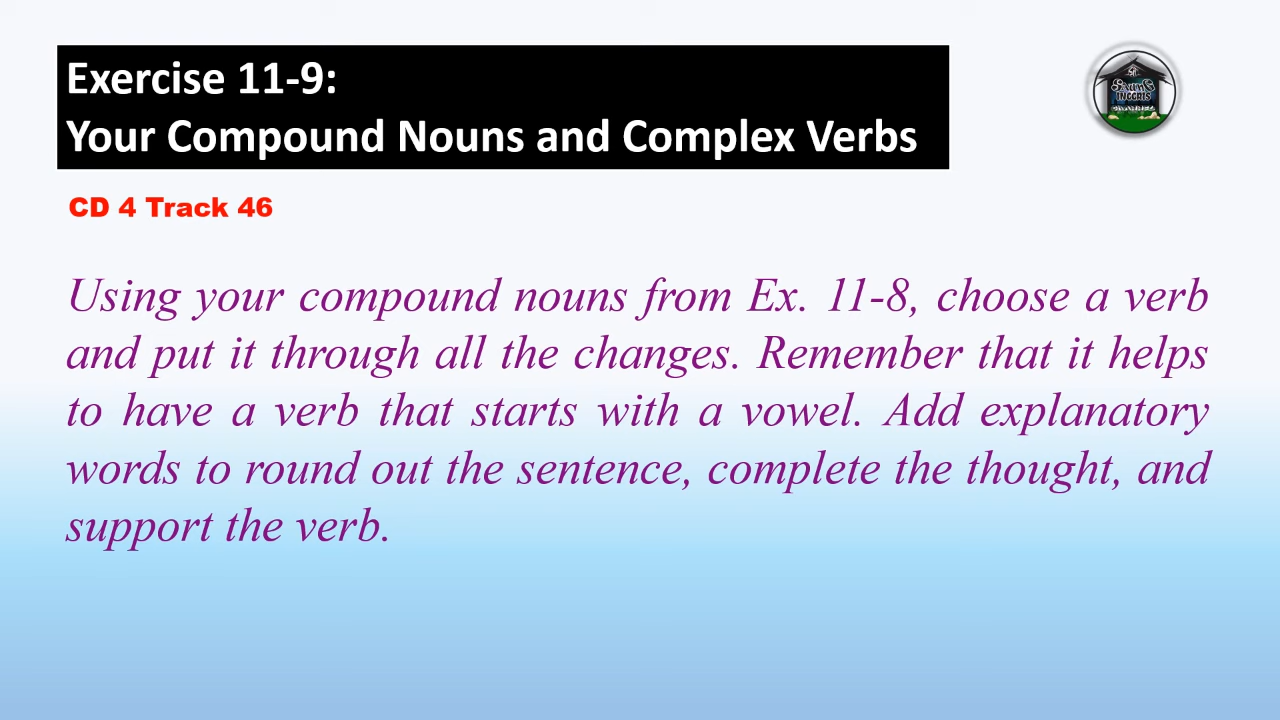 Exercise 11-9:
Your Compound Nouns and Complex Verbs
CD 4 Track 46
Using your compound nouns from Ex. 11-8, choose a verb
and put it through all the changes. Remember that it helps
to have a verb that starts with a vowel. Add explanatory
words to round out the sentence, complete the thought, and
support the verb.